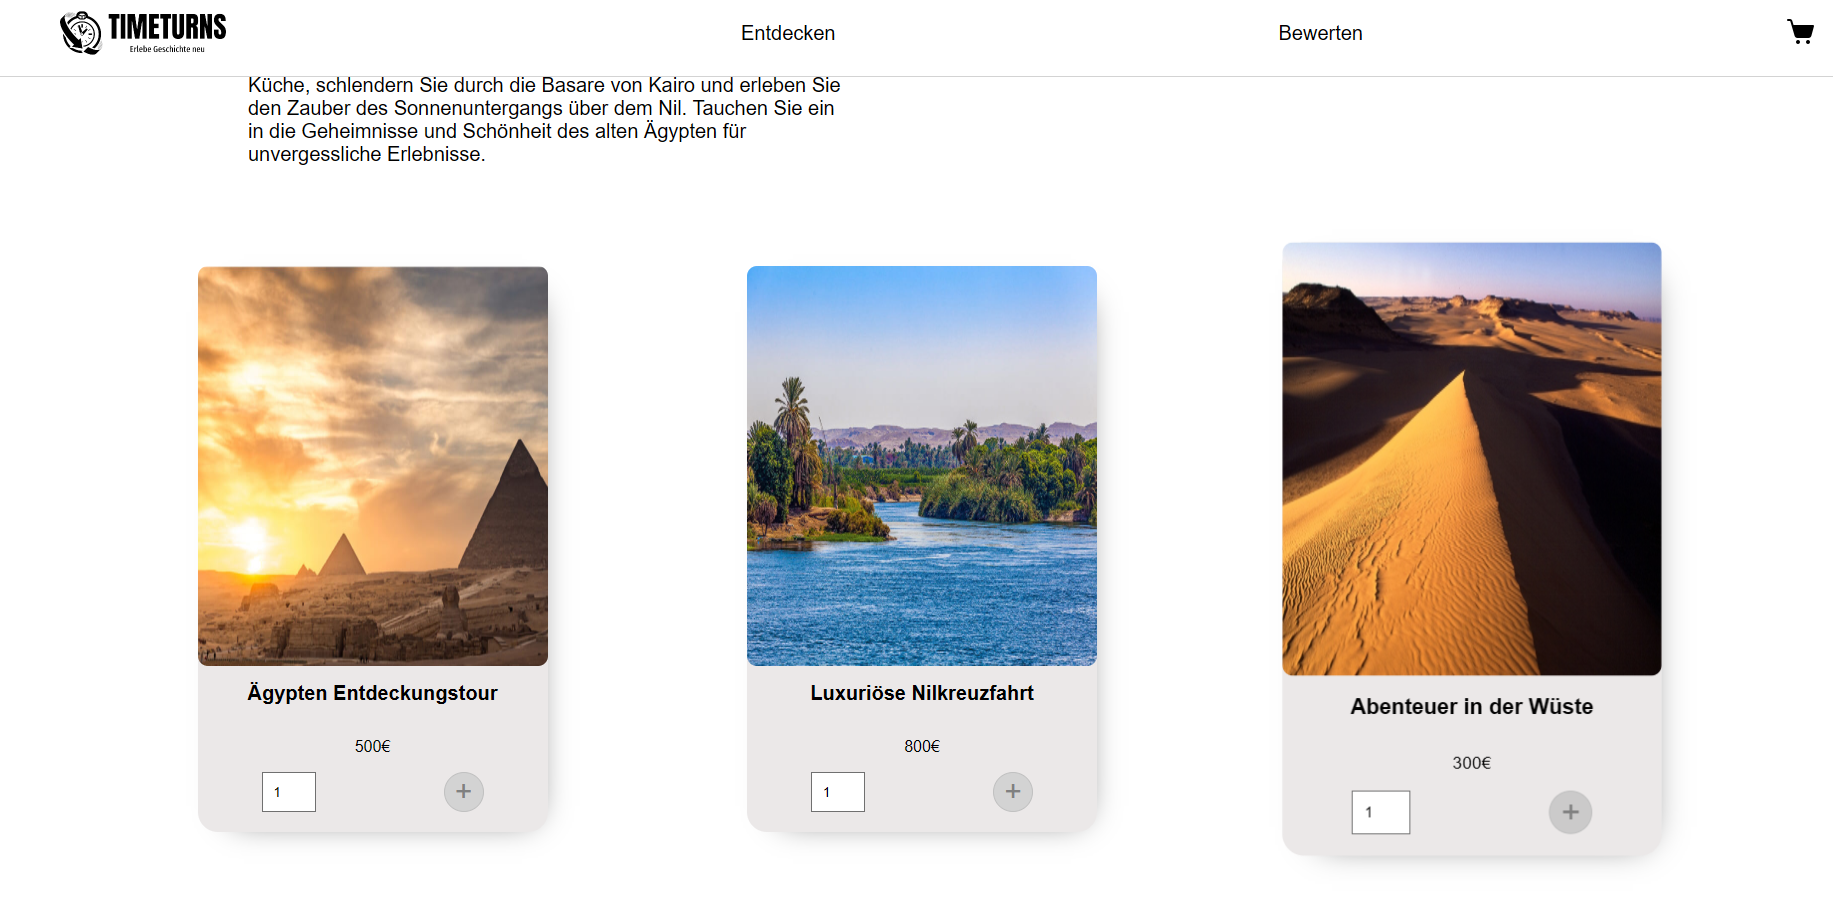 TIMETURNS
Erlebe Geschichte neu
Entdecken
Bewerten
Küche, schlendern Sie durch die Basare von Kairo und erleben Sie
den Zauber des Sonnenuntergangs über dem Nil. Tauchen Sie ein
in die Geheimnisse und Schönheit des alten Ägypten für
unvergessliche Erlebnisse.
Ägypten Entdeckungstour
500€
1
+
Luxuriöse Nilkreuzfahrt
800€
1
+
Abenteuer in der Wüste
300€
1
+